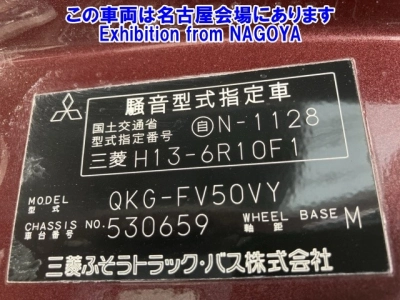 この車両は名古屋会場にあります
Exhibition from NAGOYA
騒音型式指定車
国土交通省
型式指定番号
自 N-1128
三菱 H13-6R10F1
MODEL
型式
QKG-FV50VY
CHASSIS NO.
車台番号
530659
WHEEL BASE
軸距
M
三菱ふそうトラック・バス株式会社